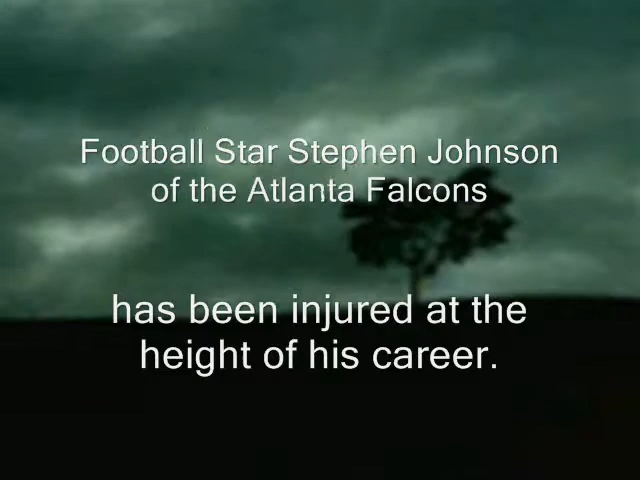 Football Star Stephen Johnson
of the Atlanta Falcons
has been injured at the
height of his career.